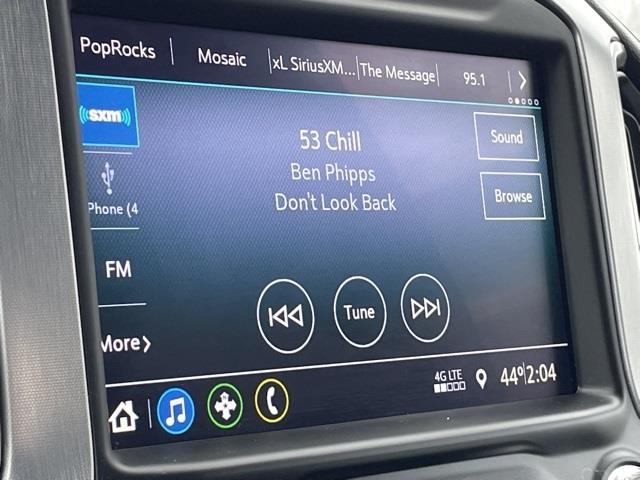 PopRocks Mosaic xL SiriusXM... The Message 95.1
sxm
53 Chill
Sound
Ben Phipps
Phone (4
Browse
Don't Look Back
FM
Tune
More
4G LTE 44° 2:04